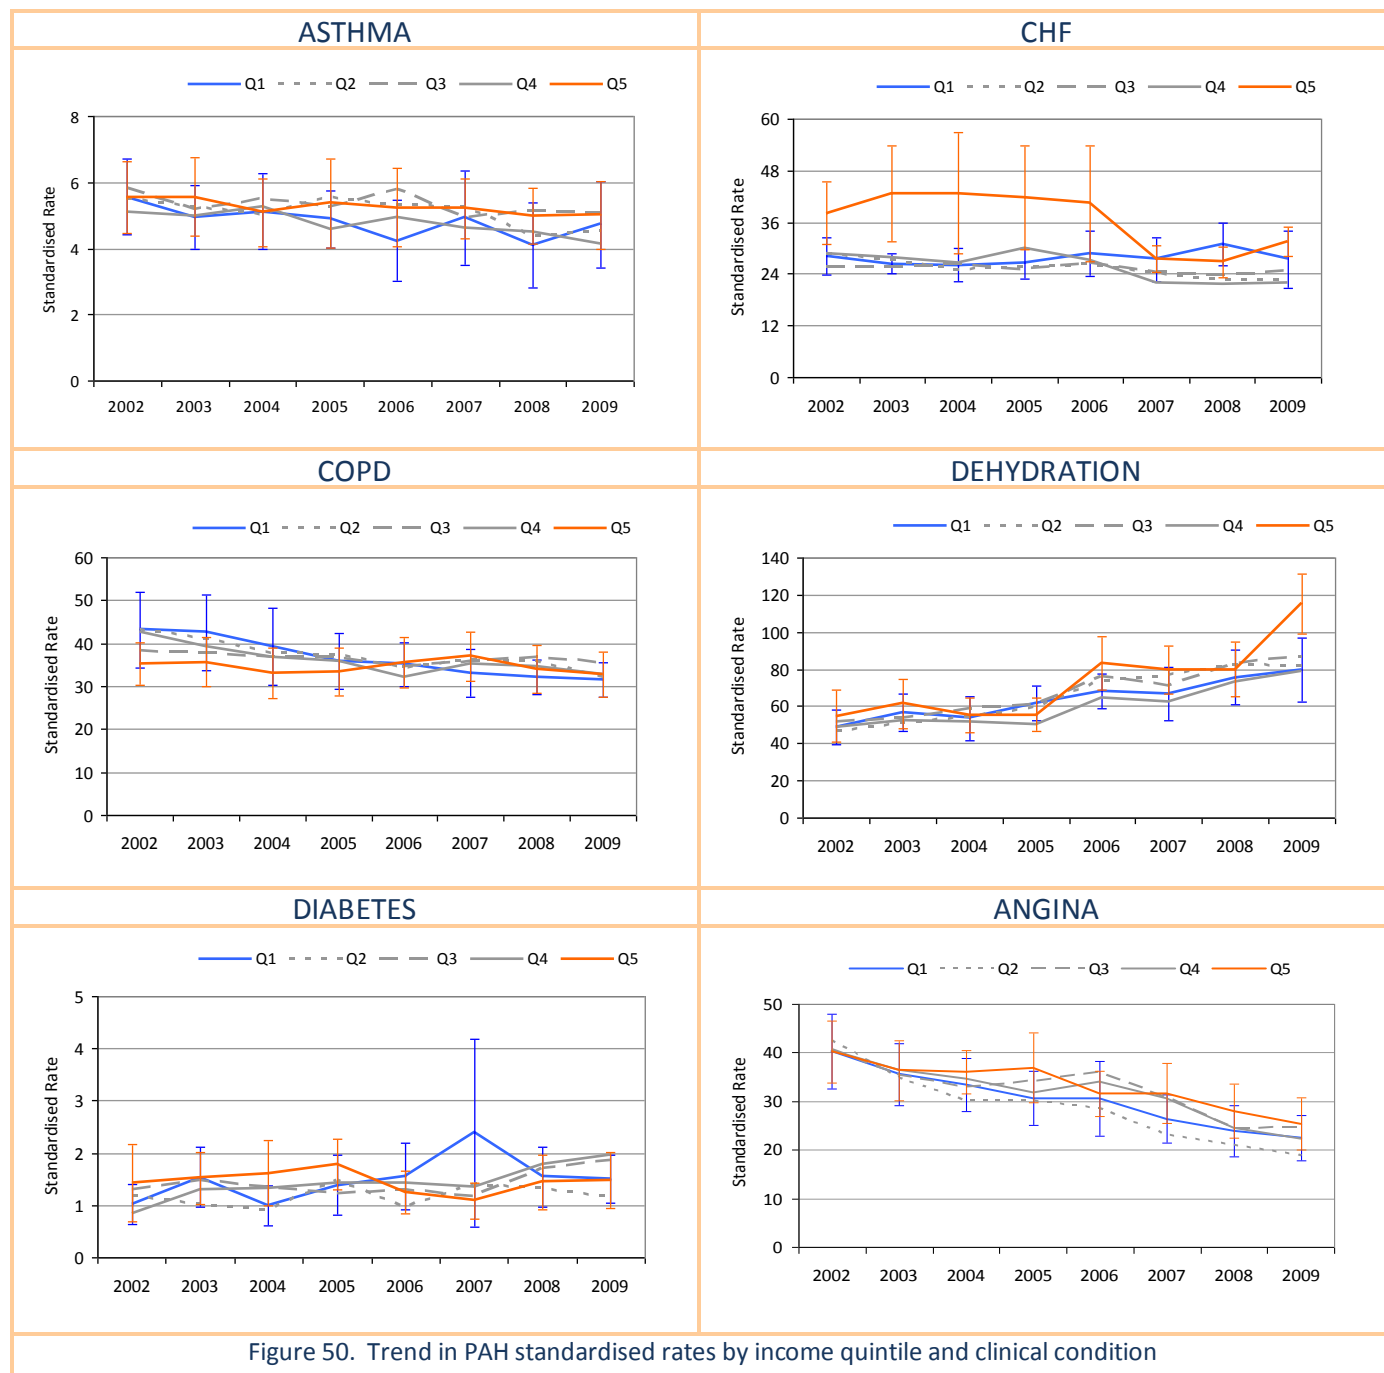 ASTHMA
CHF
Q1 Q2 Q3 Q4 Q5
Standardised Rate
8
6
4
2
0
2002 2003 2004 2005 2006 2007 2008 2009
Q1 Q2 Q3 Q4 Q5
Standardised Rate
60
48
36
24
12
0
2002 2003 2004 2005 2006 2007 2008 2009
COPD
DEHYDRATION
Q1 Q2 Q3 Q4 Q5
Standardised Rate
60
50
40
30
20
10
0
2002 2003 2004 2005 2006 2007 2008 2009
Q1 Q2 Q3 Q4 Q5
Standardised Rate
140
120
100
80
60
40
20
0
2002 2003 2004 2005 2006 2007 2008 2009
DIABETES
ANGINA
Q1 Q2 Q3 Q4 Q5
Standardised Rate
5
4
3
2
1
0
2002 2003 2004 2005 2006 2007 2008 2009
Q1 Q2 Q3 Q4 Q5
Standardised Rate
50
40
30
20
10
0
2002 2003 2004 2005 2006 2007 2008 2009
Figure 50. Trend in PAH standardised rates by income quintile and clinical condition